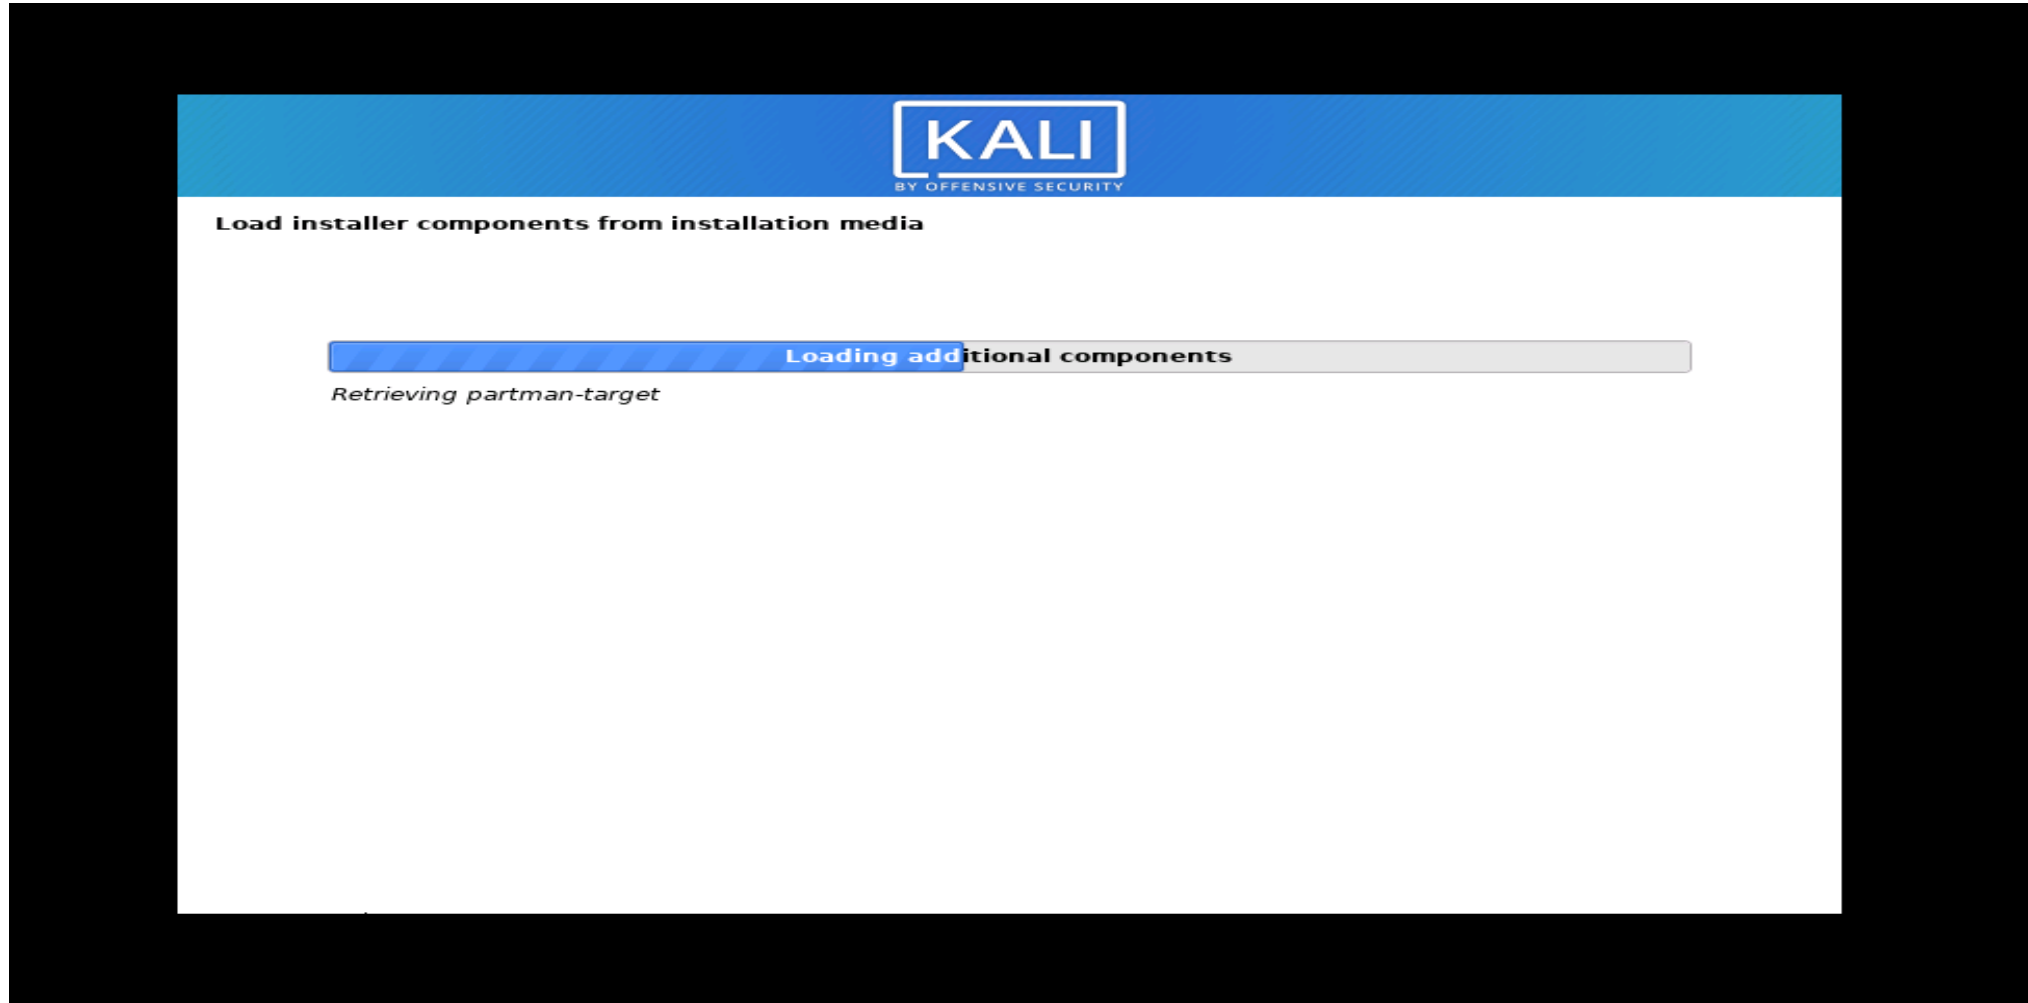 KALI
BY OFFENSIVE SECURITY
Load installer components from installation media
Loading additional components
Retrieving partman-target